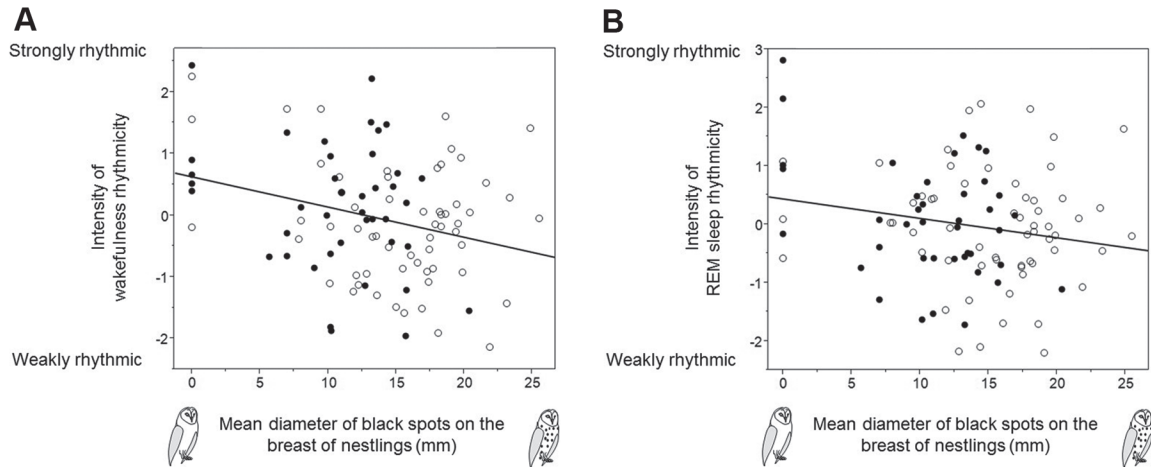 A
Strongly rhythmic
2
1
0
-1
-2
Intensity of
wakefulness rhythmicity
Weakly rhythmic
0 5 10 15 20 25
Mean diameter of black spots on the
breast of nestlings (mm)
B
Strongly rhythmic
3
2
1
0
-1
-2
Intensity of
REM sleep rhythmicity
Weakly rhythmic
0 5 10 15 20 25
Mean diameter of black spots on the
breast of nestlings (mm)